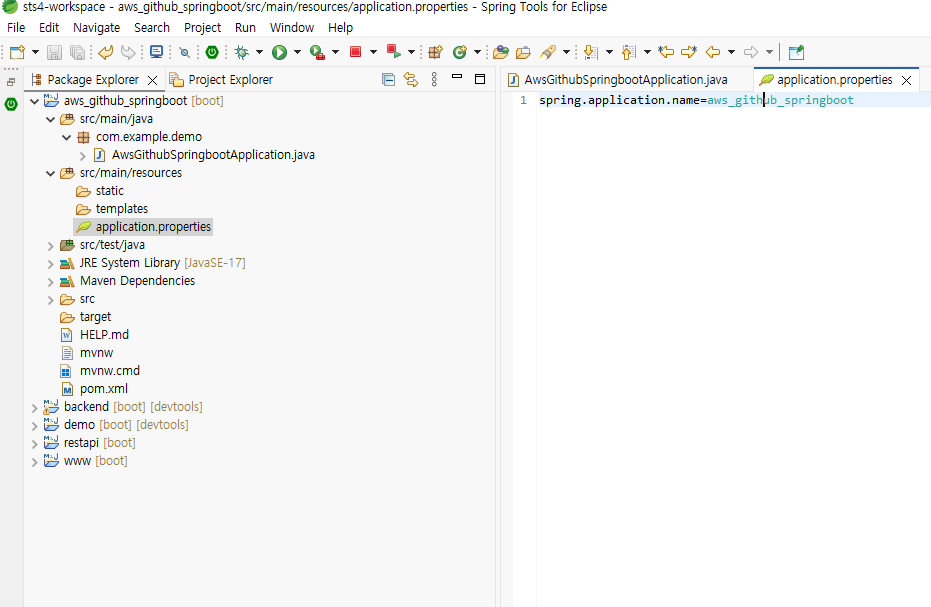 sts4-workspace - aws_github_springboot/src/main/resources/application.properties - Spring Tools for Eclipse
File Edit Navigate Search Project Run Window Help
Package Explorer Project Explorer
aws_github_springboot [boot]
src/main/java
com.example.demo
AwsGithubSpringbootApplication.java
src/main/resources
static
templates
application.properties
src/test/java
JRE System Library [JavaSE-17]
Maven Dependencies
src
target
HELP.md
mvnw
mvnw.cmd
pom.xml
backend [boot] [devtools]
demo [boot] [devtools]
restapi [boot]
www [boot]
AwsGithubSpringbootApplication.java application.properties
1 spring.application.name=aws_github_springboot